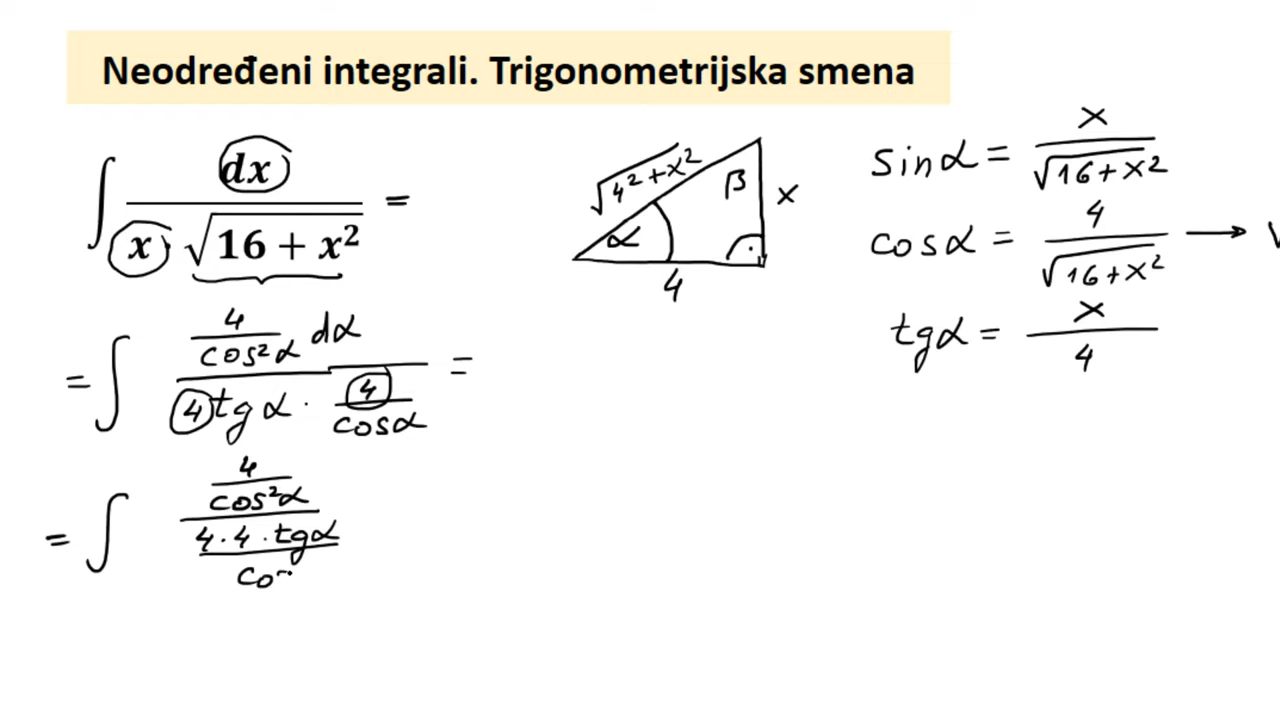 Neodređeni integrali. Trigonometrijska smena
∫ dx / (x √(16 + x²)) =
√(4² + x²)
α
β
x
4
sinα = x / √(16 + x²)
cosα = 4 / √(16 + x²) →
tgα = x / 4
= ∫ (4 / cos²α) dα / (4 tgα · 4 / cosα) =
= ∫ (4 / cos²α) / (4 · 4 · tgα / co